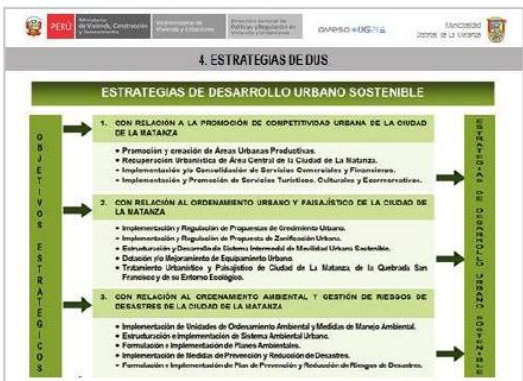 PERÚ
Ministerio de Vivienda, Construcción y Saneamiento
Viceministerio de Vivienda y Urbanismo
Dirección General de Políticas y Regulación en Vivienda y Urbanismo
Municipalidad
Distrital de La Matanza
4. ESTRATEGIAS DE DUS
ESTRATEGIAS DE DESARROLLO URBANO SOSTENIBLE
OBJETIVOS ESTRATEGICOS
1. CON RELACIÓN A LA PROMOCIÓN DE COMPETITIVIDAD URBANA DE LA CIUDAD
DE LA MATANZA
• Promoción y creación de Áreas Urbanas Productivas.
• Recuperación Urbanística de Área Central de la Ciudad de La Matanza.
• Implementación y/o Consolidación de Servicios Comerciales y Financieros.
• Implementación y Promoción de Servicios Turísticos, Culturales y Ecorrecreativos.
2. CON RELACIÓN AL ORDENAMIENTO URBANO Y PAISAJÍSTICO DE LA CIUDAD DE
LA MATANZA
• Implementación y Regulación de Propuestas de Crecimiento Urbano.
• Implementación y Regulación de Propuesta de Zonificación Urbana.
• Estructuración y Desarrollo de Sistema Intermodal de Movilidad Urbana Sostenible.
• Dotación y/o Mejoramiento de Equipamiento Urbano.
• Tratamiento Urbanístico y Paisajístico de Ciudad de La Matanza, de la Quebrada San
Francisco y de su Entorno Ecológico.
3. CON RELACIÓN AL ORDENAMIENTO AMBIENTAL Y GESTIÓN DE RIESGOS DE
DESASTRES DE LA CIUDAD DE LA MATANZA
• Implementación de Unidades de Ordenamiento Ambiental y Medidas de Manejo Ambiental.
• Estructuración e Implementación de Sistema Ambiental Urbano.
• Formulación e Implementación de Planes Ambientales.
• Implementación de Medidas de Prevención y Reducción de Desastres.
• Formulación e Implementación de Plan de Prevención y Reducción de Riesgos de Desastres.
ESTRATEGIAS DE DESARROLLO URBANO SOSTENIBLE